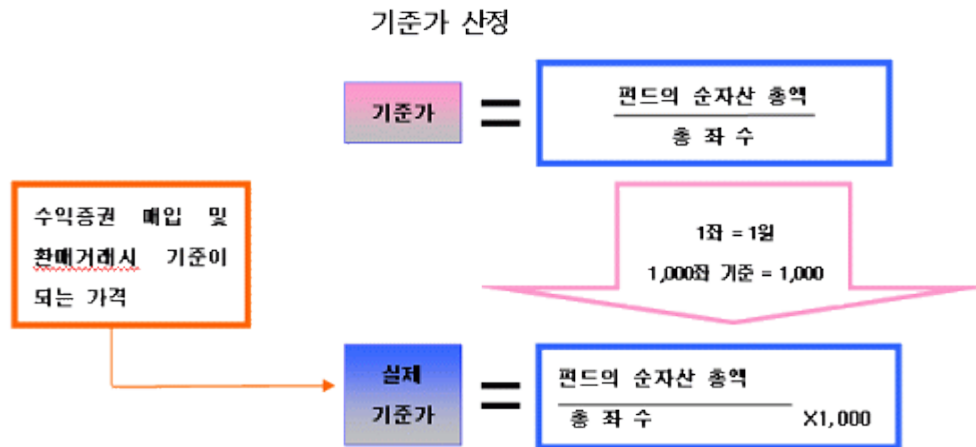 기준가 산정
기준가
=
펀드의 순자산 총액
총 좌 수
수익증권 매입 및
환매거래시 기준이
되는 가격
1좌 = 1원
1,000좌 기준 = 1,000
실제
기준가
=
펀드의 순자산 총액
총 좌 수 X1,000